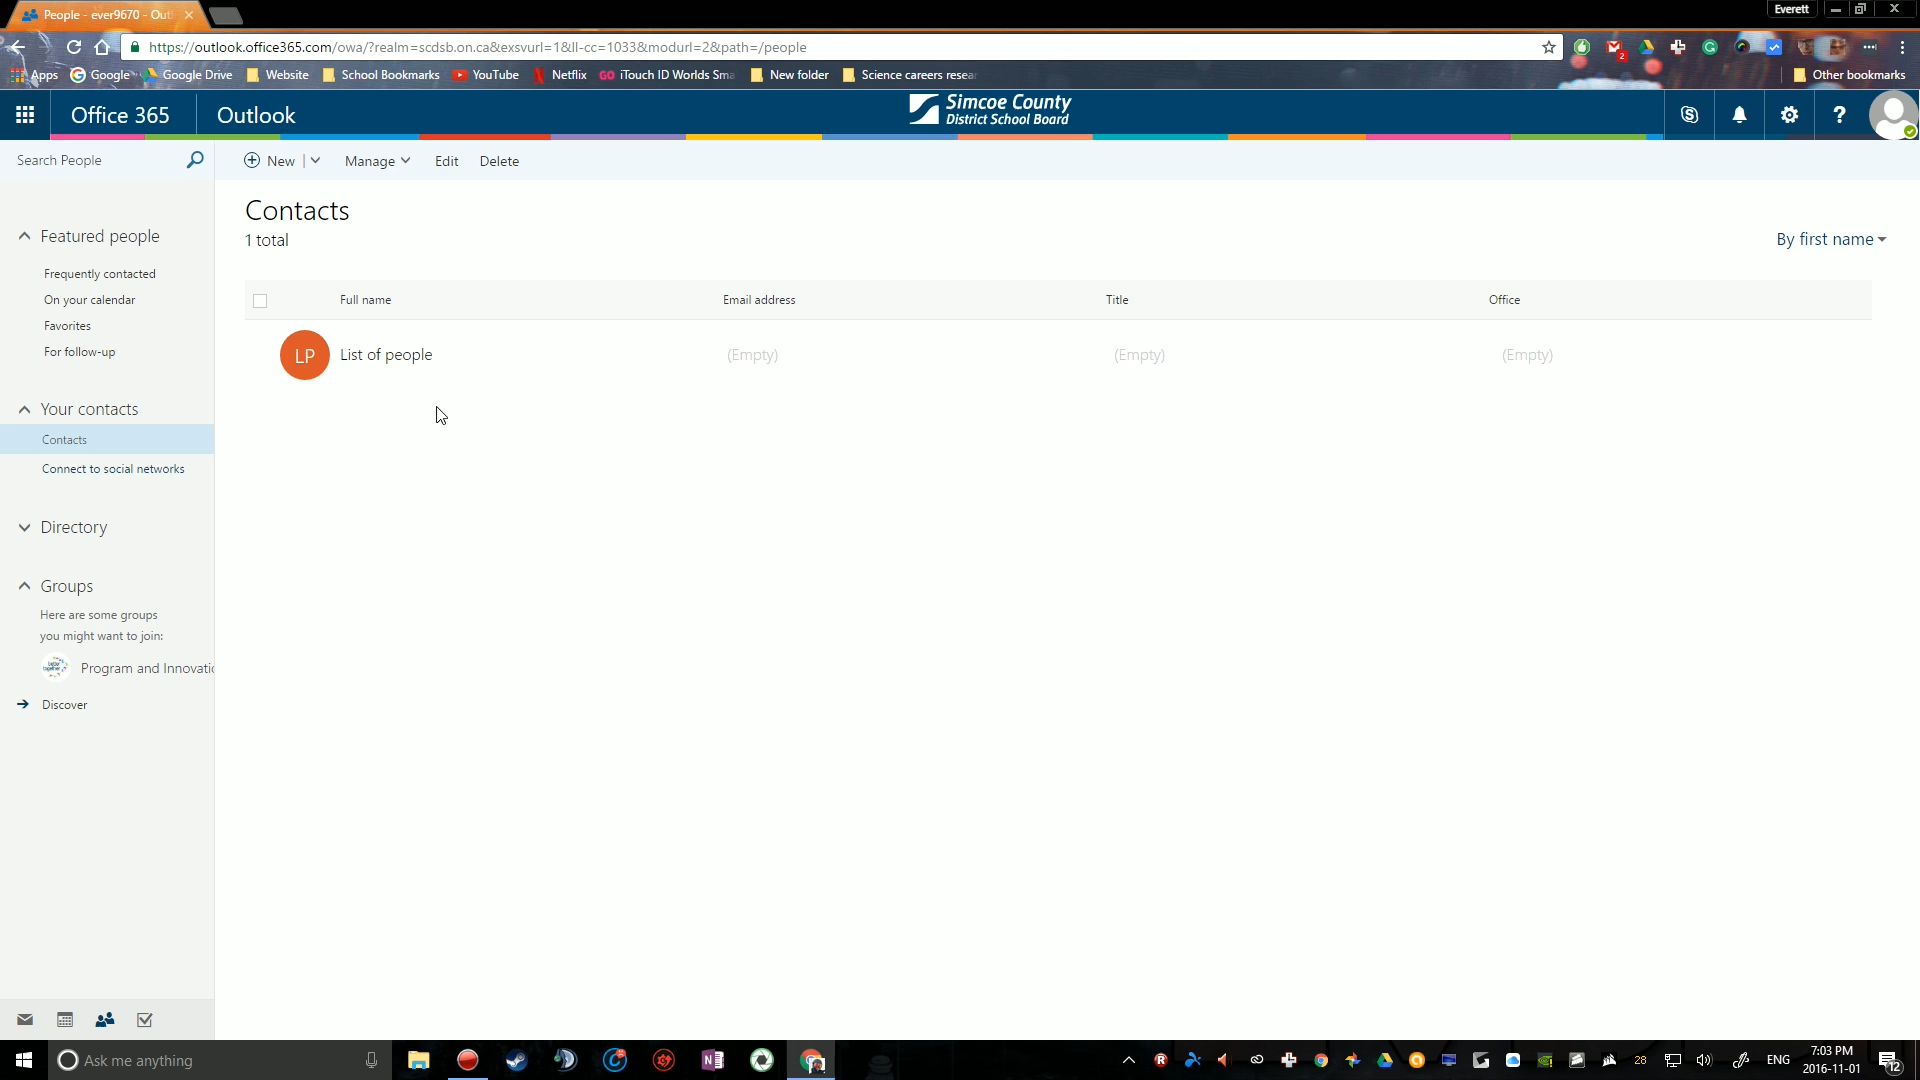 People - ever9670 - Out
Everett
https://outlook.office365.com/owa/?realm=scdsb.on.ca&exsvurl=1&ll-cc=1033&modurl=2&path=/people
2
Apps
Google
Google Drive
Website
School Bookmarks
YouTube
Netflix
GO iTouch ID Worlds Sma
New folder
Science careers resear
Other bookmarks
Office 365
Outlook
Simcoe County
District School Board
?
Search People
New
Manage
Edit
Delete
Contacts
1 total
By first name
Featured people
Frequently contacted
On your calendar
Favorites
For follow-up
Your contacts
Contacts
Connect to social networks
Directory
Groups
Here are some groups
you might want to join:
Program and Innovatio
Discover
Full name
Email address
Title
Office
LP
List of people
(Empty)
(Empty)
(Empty)
Ask me anything
28
ENG
7:03 PM
2016-11-01
12